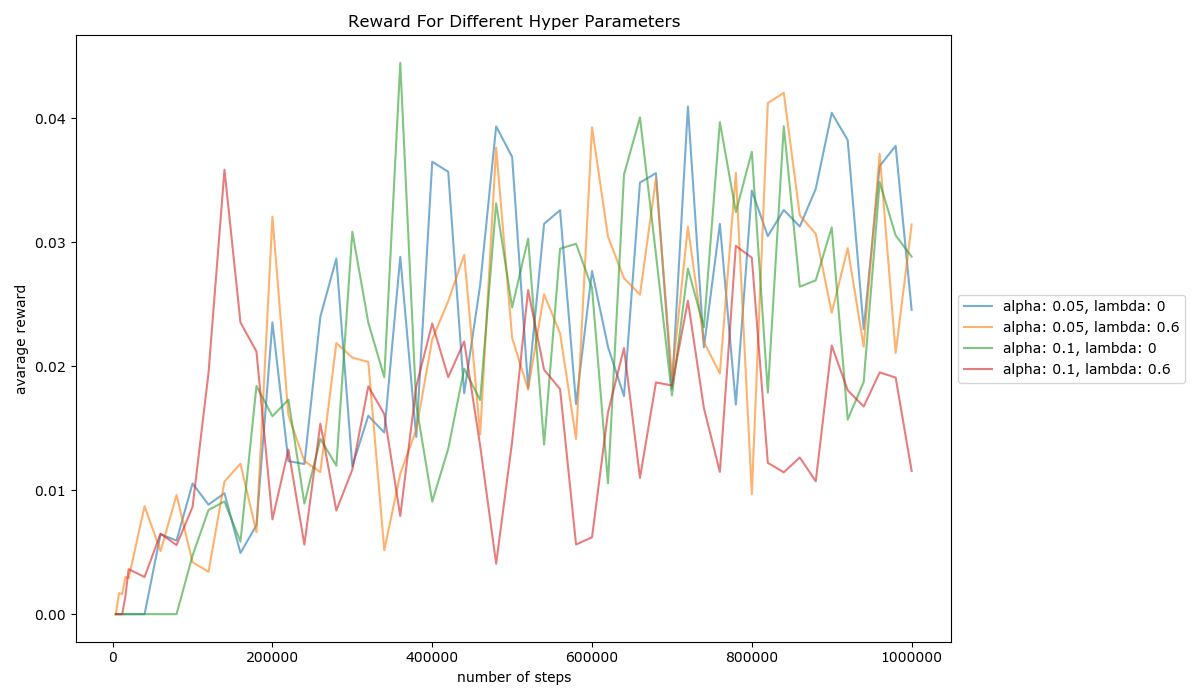 Reward For Different Hyper Parameters
avarage reward
0.04
0.03
0.02
0.01
0.00
0
200000
400000
600000
800000
1000000
number of steps
alpha: 0.05, lambda: 0
alpha: 0.05, lambda: 0.6
alpha: 0.1, lambda: 0
alpha: 0.1, lambda: 0.6